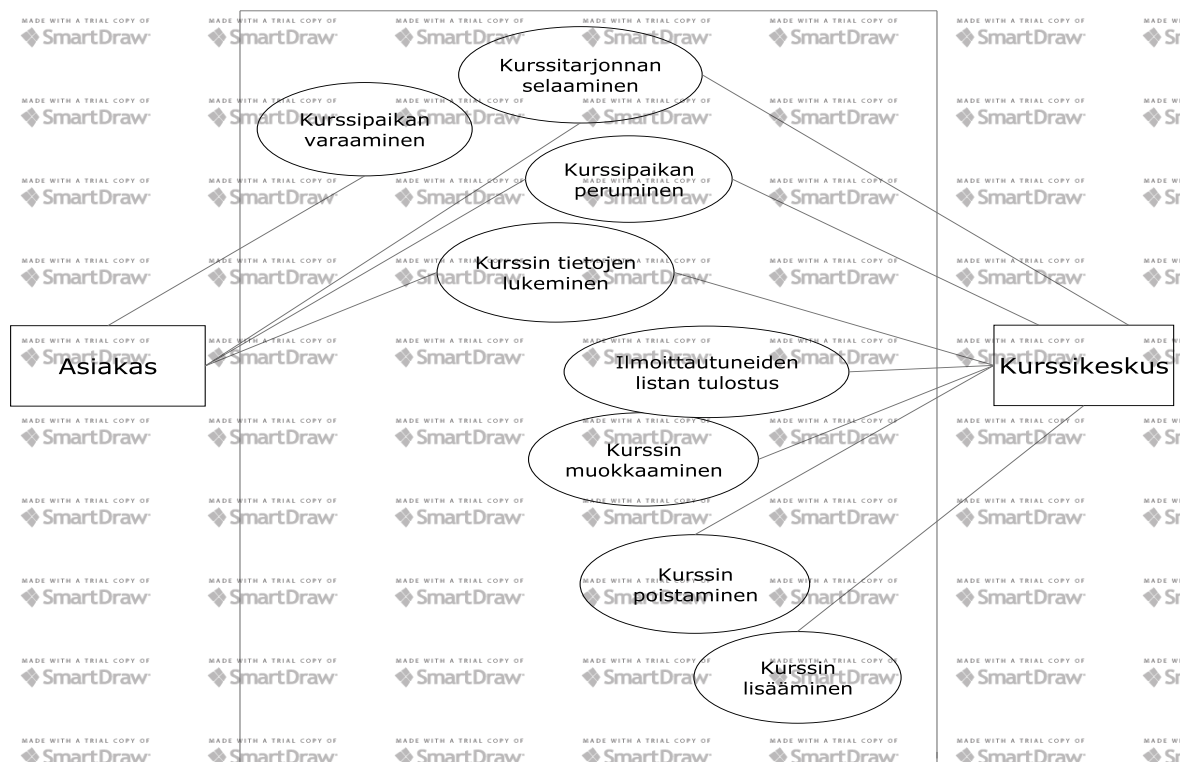 Kurssitarjonnan
selaaminen
Kurssipaikan
varaaminen
Kurssipaikan
peruminen
Kurssin tietojen
lukeminen
Asiakas
Ilmoittautuneiden
listan tulostus
Kurssikeskus
Kurssin
muokkaaminen
Kurssin
poistaminen
Kurssin
lisääminen
MADE WITH A TRIAL COPY OF
SmartDraw